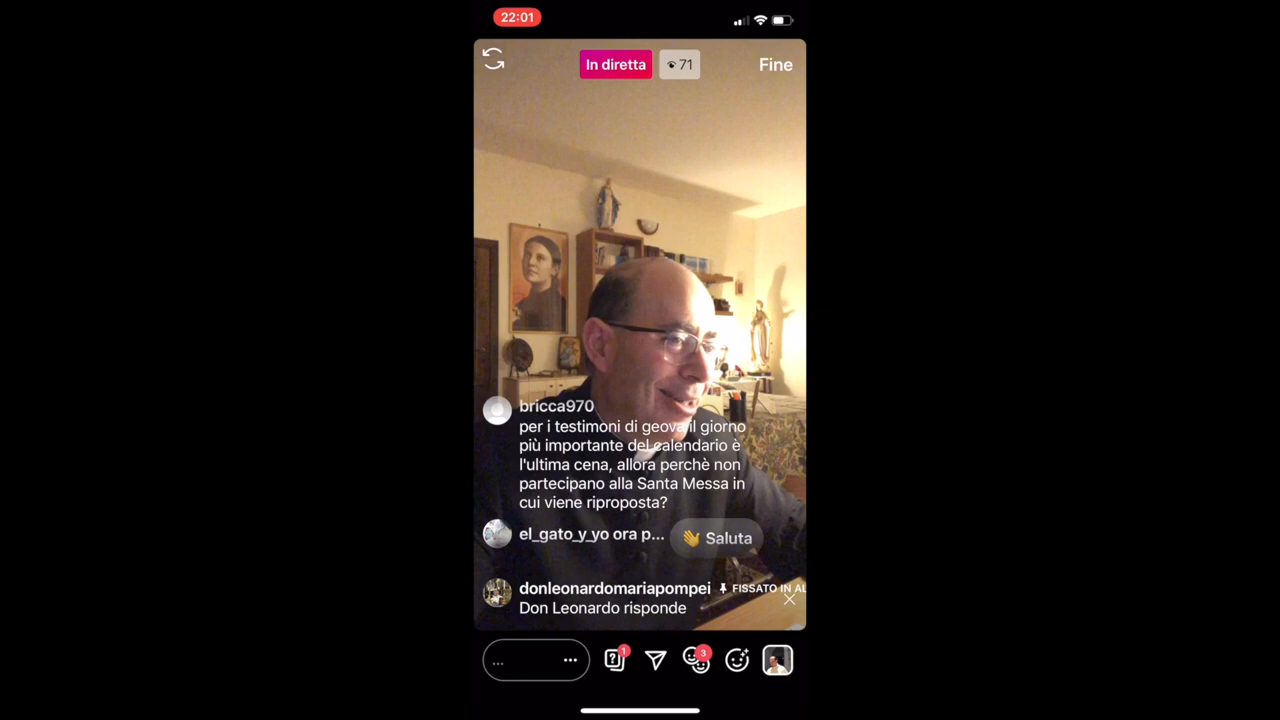 22:01
In diretta
71
Fine
bricca970
per i testimoni di geova il giorno
più importante del calendario è
l'ultima cena, allora perchè non
partecipano alla Santa Messa in
cui viene riproposta?
el_gato_y_yo ora p...
👋 Saluta
donleonardomariapompei FISSATO IN AL
Don Leonardo risponde
...
1
3